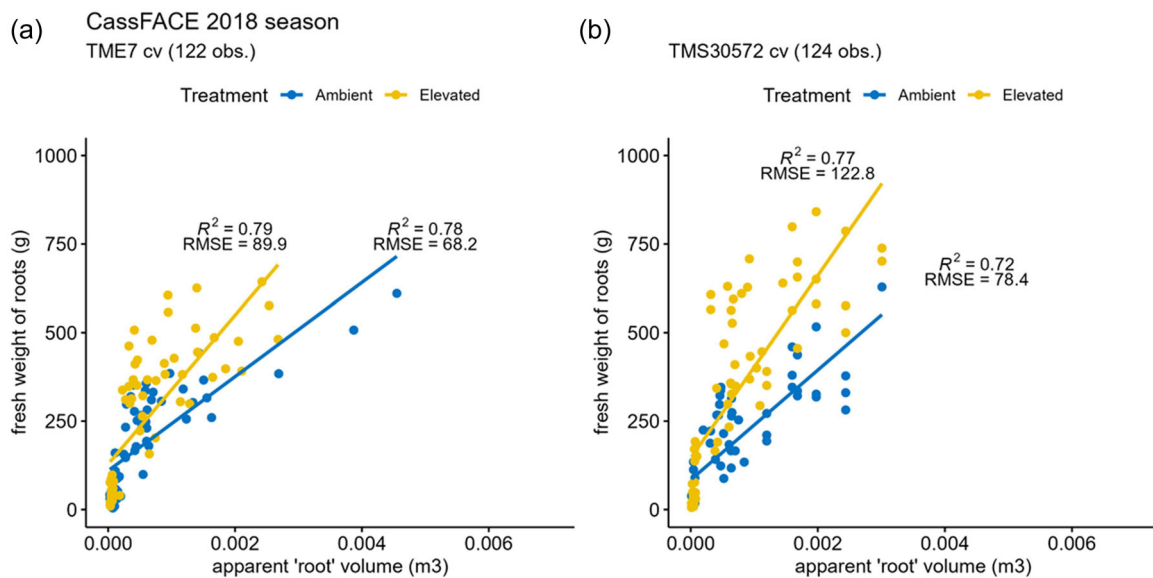 (a)
CassFACE 2018 season
TME7 cv (122 obs.)
Treatment Ambient Elevated
1000
750
500
250
0
fresh weight of roots (g)
R² = 0.79
RMSE = 89.9
R² = 0.78
RMSE = 68.2
0.000 0.002 0.004 0.006
apparent 'root' volume (m3)
(b)
TMS30572 cv (124 obs.)
Treatment Ambient Elevated
1000
750
500
250
0
fresh weight of roots (g)
R² = 0.77
RMSE = 122.8
R² = 0.72
RMSE = 78.4
0.000 0.002 0.004 0.006
apparent 'root' volume (m3)